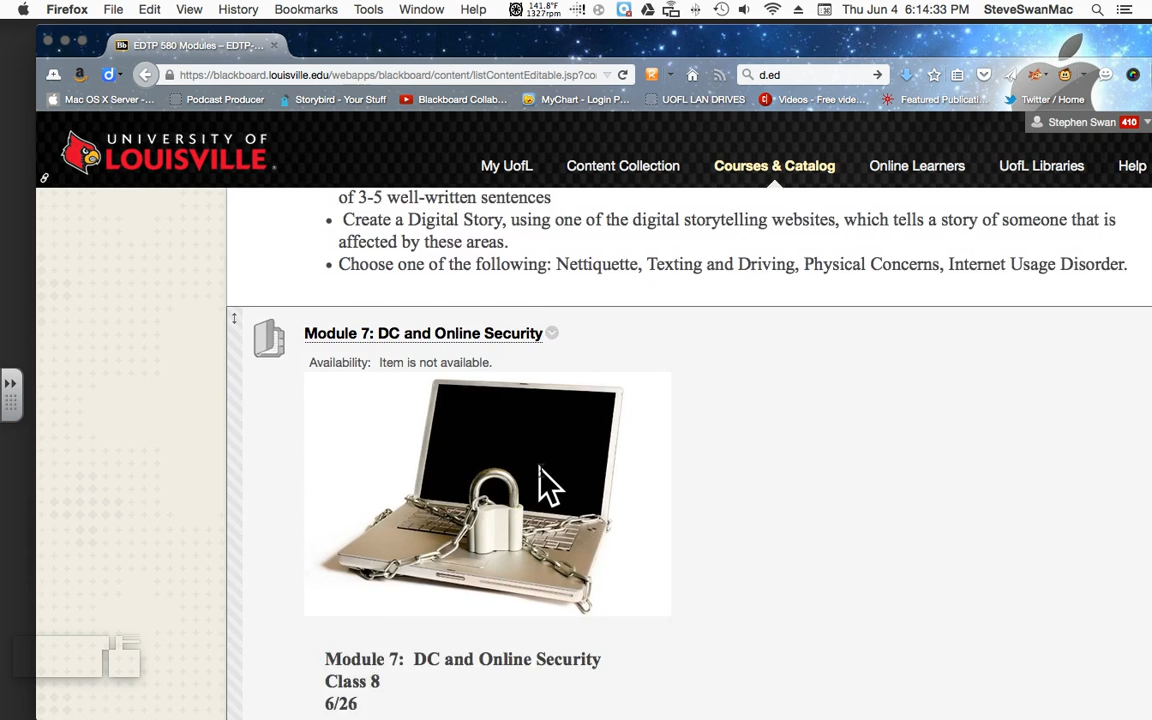 Firefox File Edit View History Bookmarks Tools Window Help 141.8°F 1327rpm Thu Jun 4 6:14:33 PM SteveSwanMac
Bb EDTP 580 Modules – EDTP-...
https://blackboard.louisville.edu/webapps/blackboard/content/listContentEditable.jsp?co d.ed
Mac OS X Server -... Podcast Producer Storybird - Your Stuff Blackboard Collab... MyChart - Login P... UOFL LAN DRIVES Videos - Free vide... Featured Publicati... Twitter / Home
Stephen Swan 410
UNIVERSITY OF
LOUISVILLE
My UofL Content Collection Courses & Catalog Online Learners UofL Libraries Help
of 3-5 well-written sentences
• Create a Digital Story, using one of the digital storytelling websites, which tells a story of someone that is
affected by these areas.
• Choose one of the following: Nettiquette, Texting and Driving, Physical Concerns, Internet Usage Disorder.
Module 7: DC and Online Security
Availability: Item is not available.
Module 7: DC and Online Security
Class 8
6/26